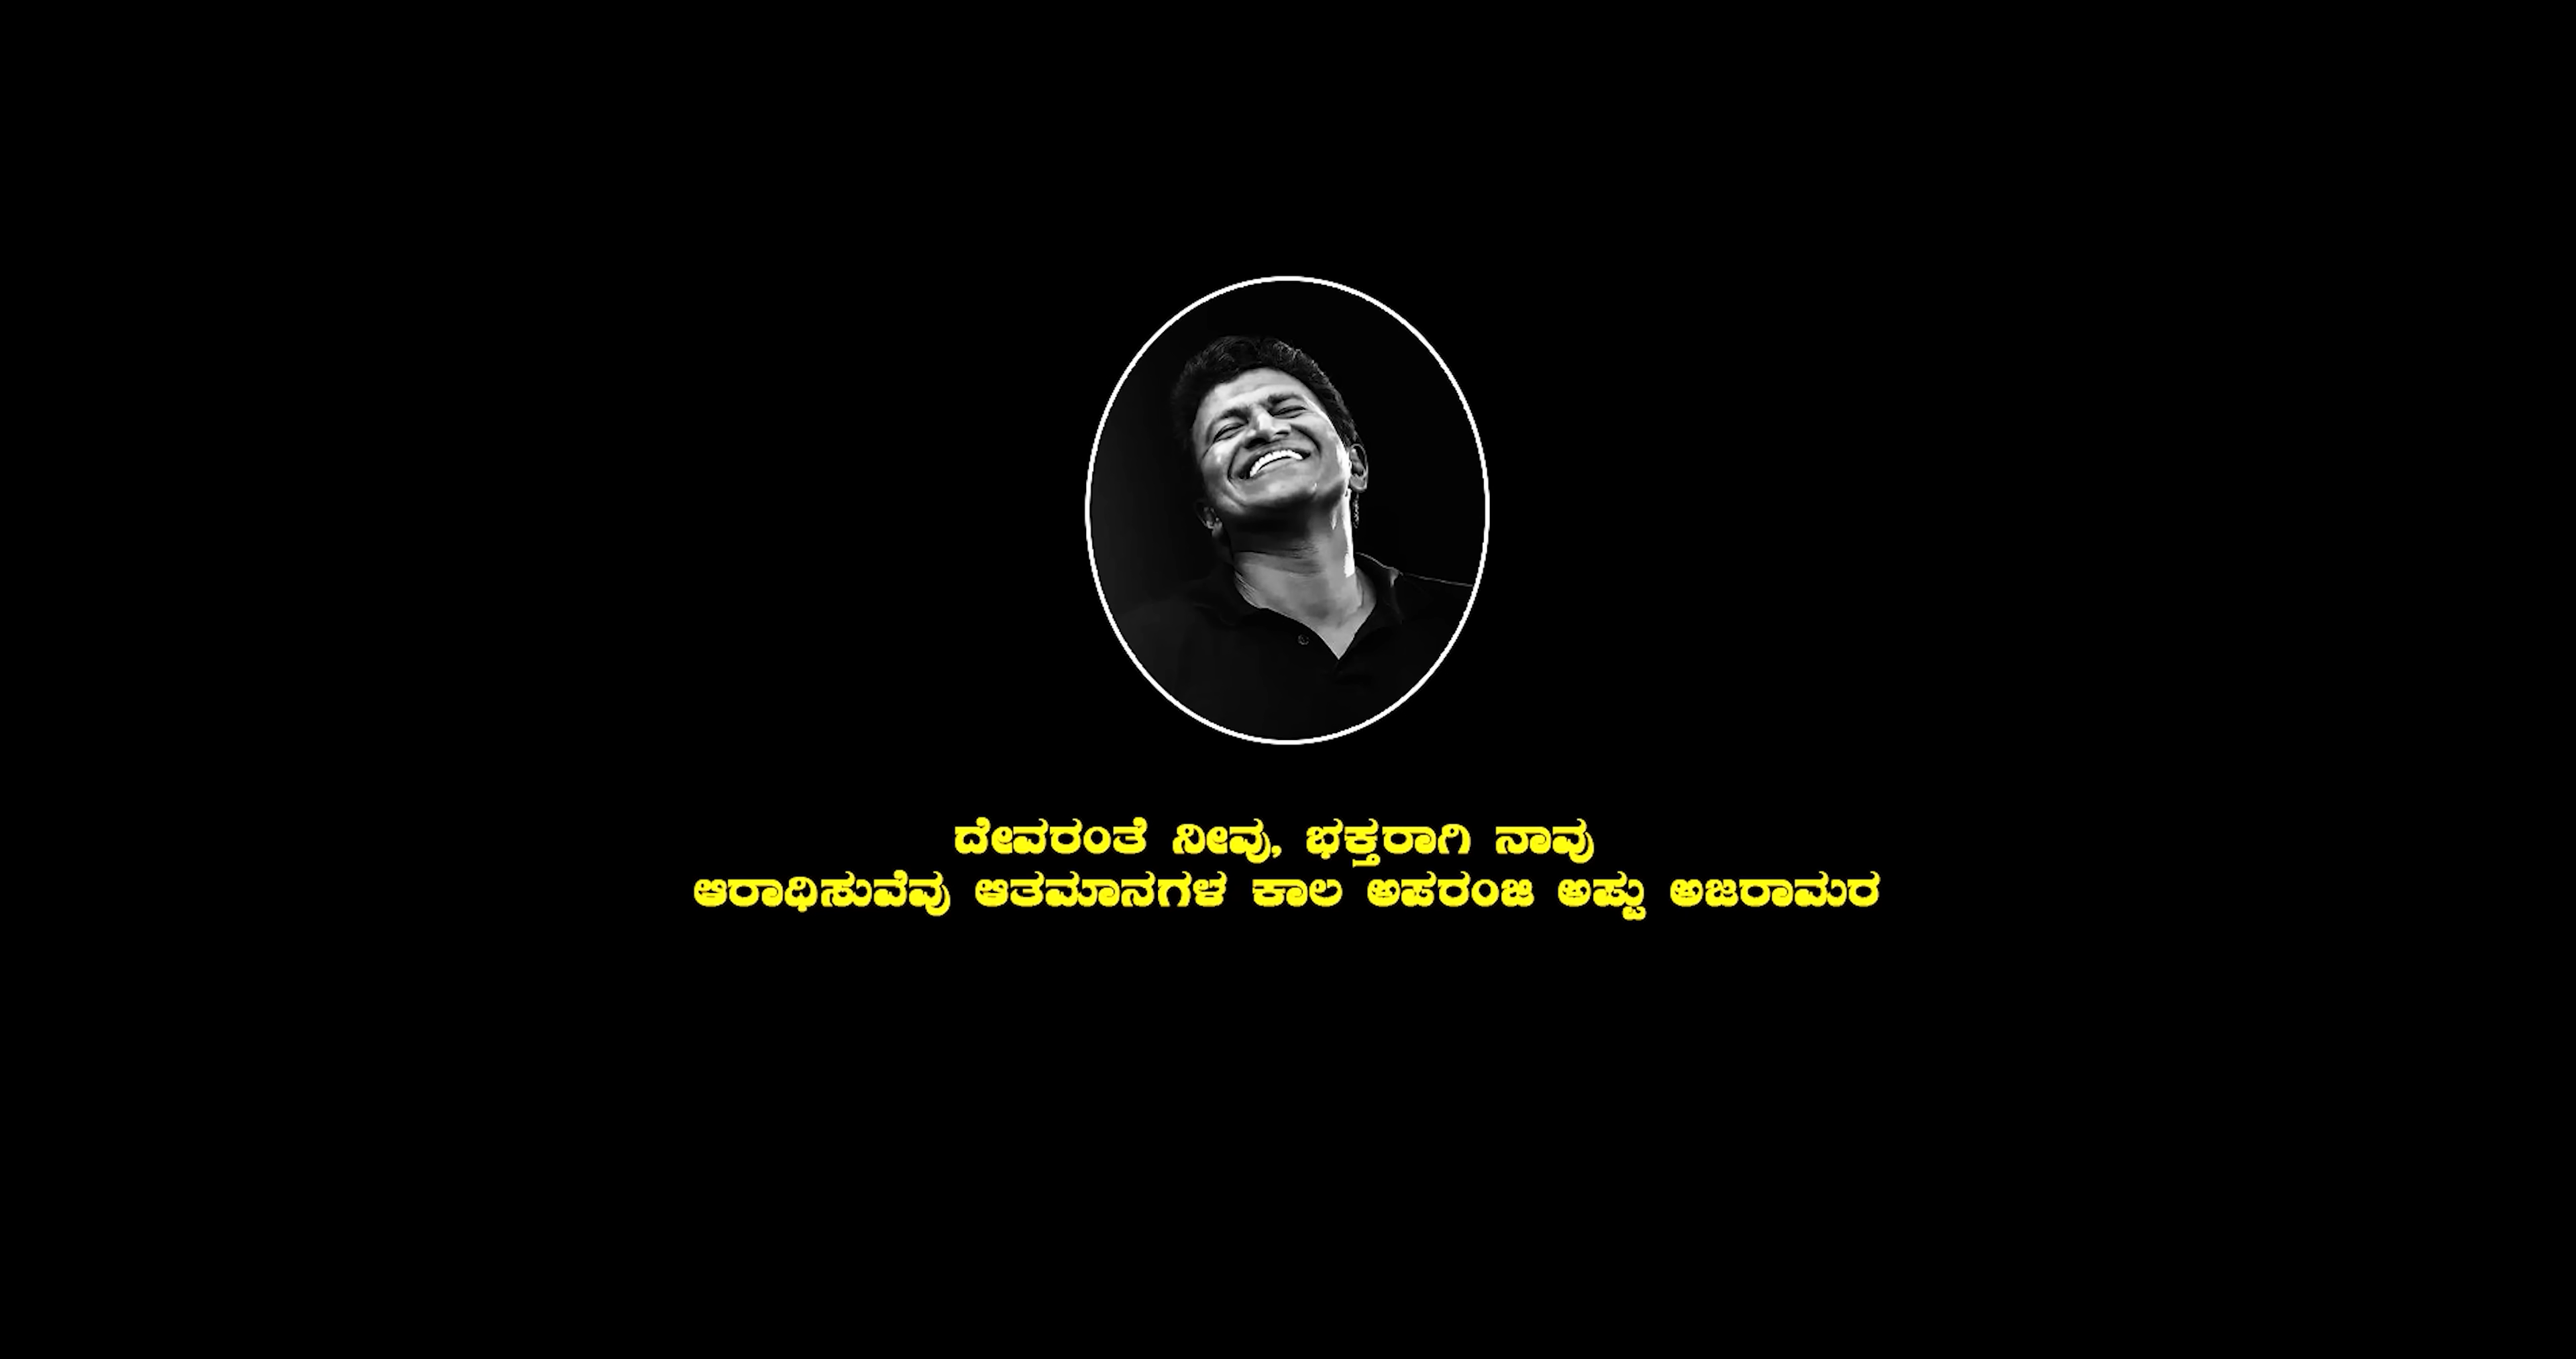 ದೇವರಂತೆ ನೀವು, ಭಕ್ತರಾಗಿ ನಾವು
ಆರಾಧಿಸುವೆವು ಆತಮಾನಗಳ ಕಾಲ ಅಪರಂಜಿ ಅಪ್ಪು ಅಜರಾಮರ